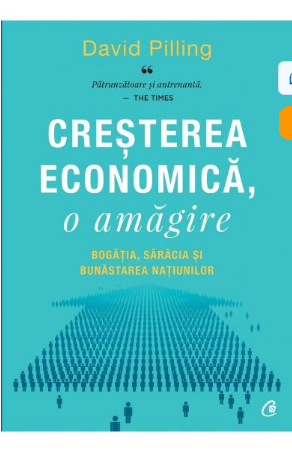 David Pilling
“
Pătrunzătoare și antrenantă.
— THE TIMES
CREȘTEREA
ECONOMICĂ,
o amăgire
BOGĂȚIA, SĂRĂCIA ȘI
BUNĂSTAREA NAȚIUNILOR